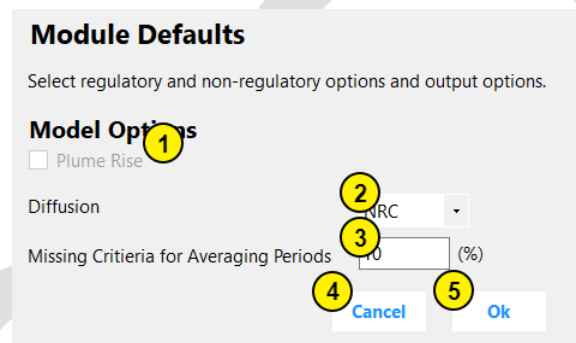 Module Defaults
Select regulatory and non-regulatory options and output options.
Model Options
1
Plume Rise
2
Diffusion NRC
3
Missing Critieria for Averaging Periods 10 (%)
4 5
Cancel Ok